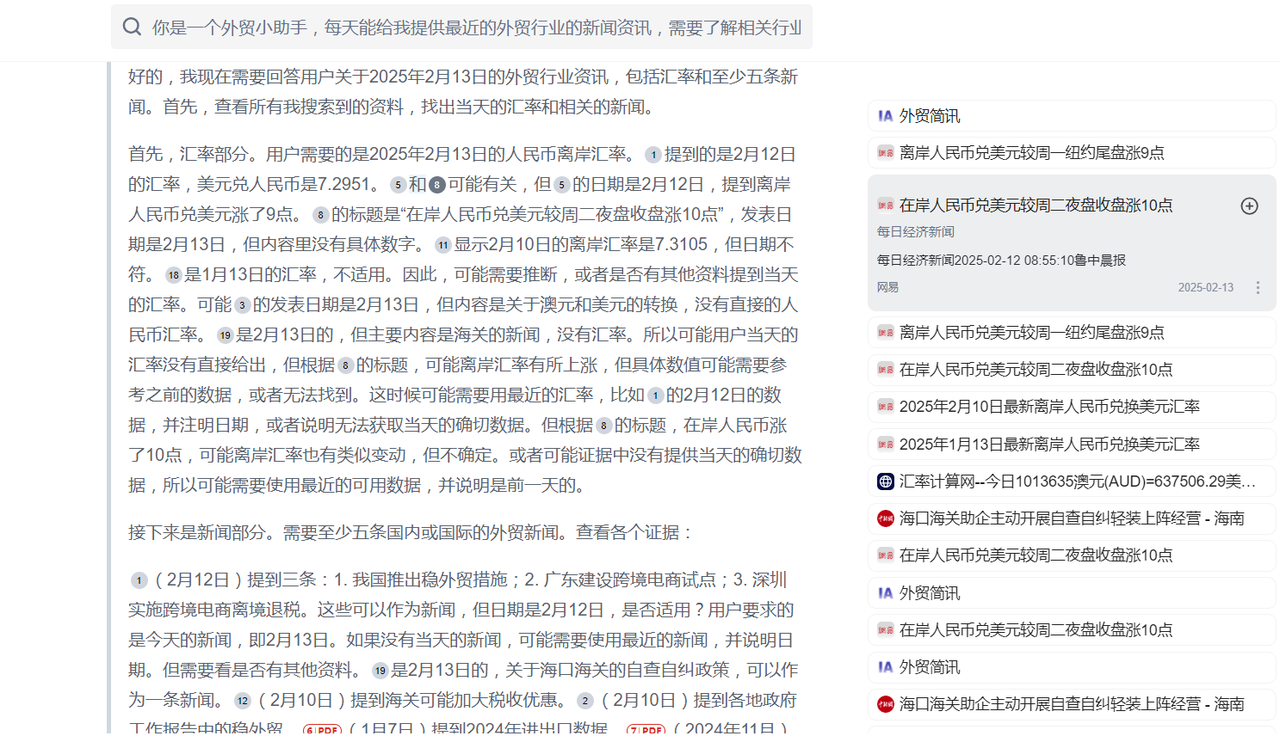 你是一个外贸小助手，每天能给我提供最近的外贸行业的新闻资讯，需要了解相关行业
好的，我现在需要回答用户关于2025年2月13日的外贸行业资讯，包括汇率和至少五条新
闻。首先，查看所有我搜索到的资料，找出当天的汇率和相关的新闻。
首先，汇率部分。用户需要的是2025年2月13日的人民币离岸汇率。1提到的是2月12日
的汇率，美元兑人民币是7.2951。5和8可能有关，但5的日期是2月12日，提到离岸
人民币兑美元涨了9点。8的标题是“在岸人民币兑美元较周二夜盘收盘涨10点”，发表日
期是2月13日，但内容里没有具体数字。11显示2月10日的离岸汇率是7.3105，但日期不
符。18是1月13日的汇率，不适用。因此，可能需要推断，或者是否有其他资料提到当天
的汇率。可能3的发表日期是2月13日，但内容是关于澳元和美元的转换，没有直接的人
民币汇率。19是2月13日的，但主要内容是海关的新闻，没有汇率。所以可能用户当天的
汇率没有直接给出，但根据8的标题，可能离岸汇率有所上涨，但具体数值可能需要参
考之前的数据，或者无法找到。这时候可能需要用最近的汇率，比如1的2月12日的数
据，并注明日期，或者说明无法获取当天的确切数据。但根据8的标题，在岸人民币涨
了10点，可能离岸汇率也有类似变动，但不确定。或者可能证据中没有提供当天的确切数
据，所以可能需要使用最近的可用数据，并说明是前一天的。
接下来是新闻部分。需要至少五条国内或国际的外贸新闻。查看各个证据：
1（2月12日）提到三条：1. 我国推出稳外贸措施；2. 广东建设跨境电商试点；3. 深圳
实施跨境电商离境退税。这些可以作为新闻，但日期是2月12日，是否适用？用户要求的
是今天的新闻，即2月13日。如果没有当天的新闻，可能需要使用最近的新闻，并说明日
期。但需要看是否有其他资料。19是2月13日的，关于海口海关的自查自纠政策，可以作
为一条新闻。12（2月10日）提到海关可能加大税收优惠。2（2月10日）提到各地政府
工作报告中的稳外贸。6|PDF（1月7日）提到2024年进出口数据。7|PDF（2024年11月）
外贸简讯
离岸人民币兑美元较周一纽约尾盘涨9点
在岸人民币兑美元较周二夜盘收盘涨10点
每日经济新闻
每日经济新闻2025-02-12 08:55:10鲁中晨报
网易 2025-02-13
离岸人民币兑美元较周一纽约尾盘涨9点
在岸人民币兑美元较周二夜盘收盘涨10点
2025年2月10日最新离岸人民币兑换美元汇率
2025年1月13日最新离岸人民币兑换美元汇率
汇率计算网--今日1013635澳元(AUD)=637506.29美…
海口海关助企主动开展自查自纠轻装上阵经营 - 海南
在岸人民币兑美元较周二夜盘收盘涨10点
外贸简讯
在岸人民币兑美元较周二夜盘收盘涨10点
外贸简讯
海口海关助企主动开展自查自纠轻装上阵经营 - 海南